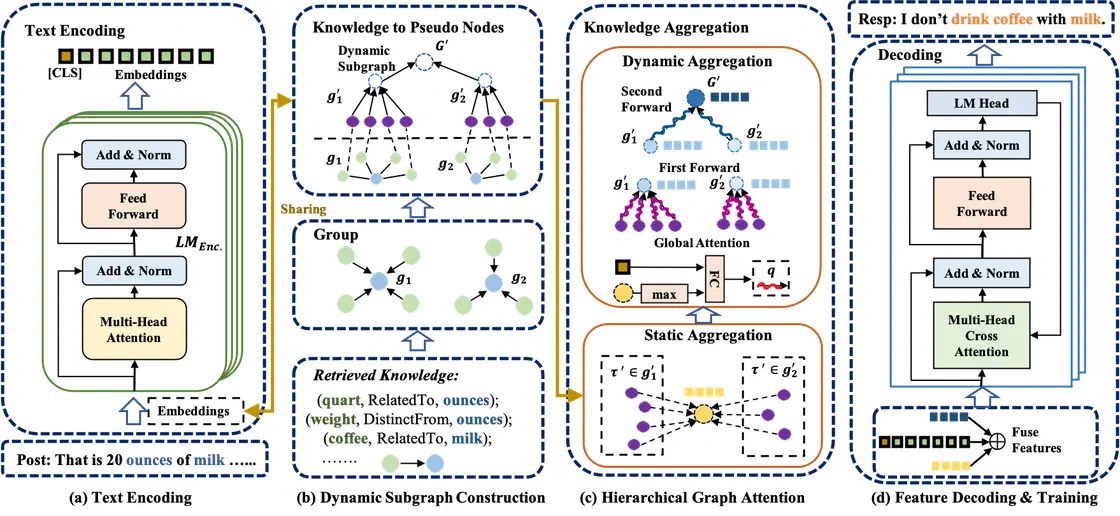 Text Encoding
[CLS]
Embeddings
Add & Norm
Feed
Forward
LM_Enc.
Add & Norm
Multi-Head
Attention
Embeddings
Post: That is 20 ounces of milk …...
(a) Text Encoding
Sharing
Knowledge to Pseudo Nodes
Dynamic
Subgraph
G′
g′1
g′2
g1
g2
Group
g1
g2
Retrieved Knowledge:
(quart, RelatedTo, ounces);
(weight, DistinctFrom, ounces);
(coffee, RelatedTo, milk);
…….
(b) Dynamic Subgraph Construction
Knowledge Aggregation
Dynamic Aggregation
Second
Forward
G′
g′1
g′2
First Forward
g′1
g′2
Global Attention
max
FC
q
Static Aggregation
τ′ ∈ g′1
τ′ ∈ g′2
(c) Hierarchical Graph Attention
Resp: I don’t drink coffee with milk.
Decoding
LM Head
Add & Norm
Feed
Forward
Add & Norm
Multi-Head
Cross
Attention
Fuse
Features
(d) Feature Decoding & Training